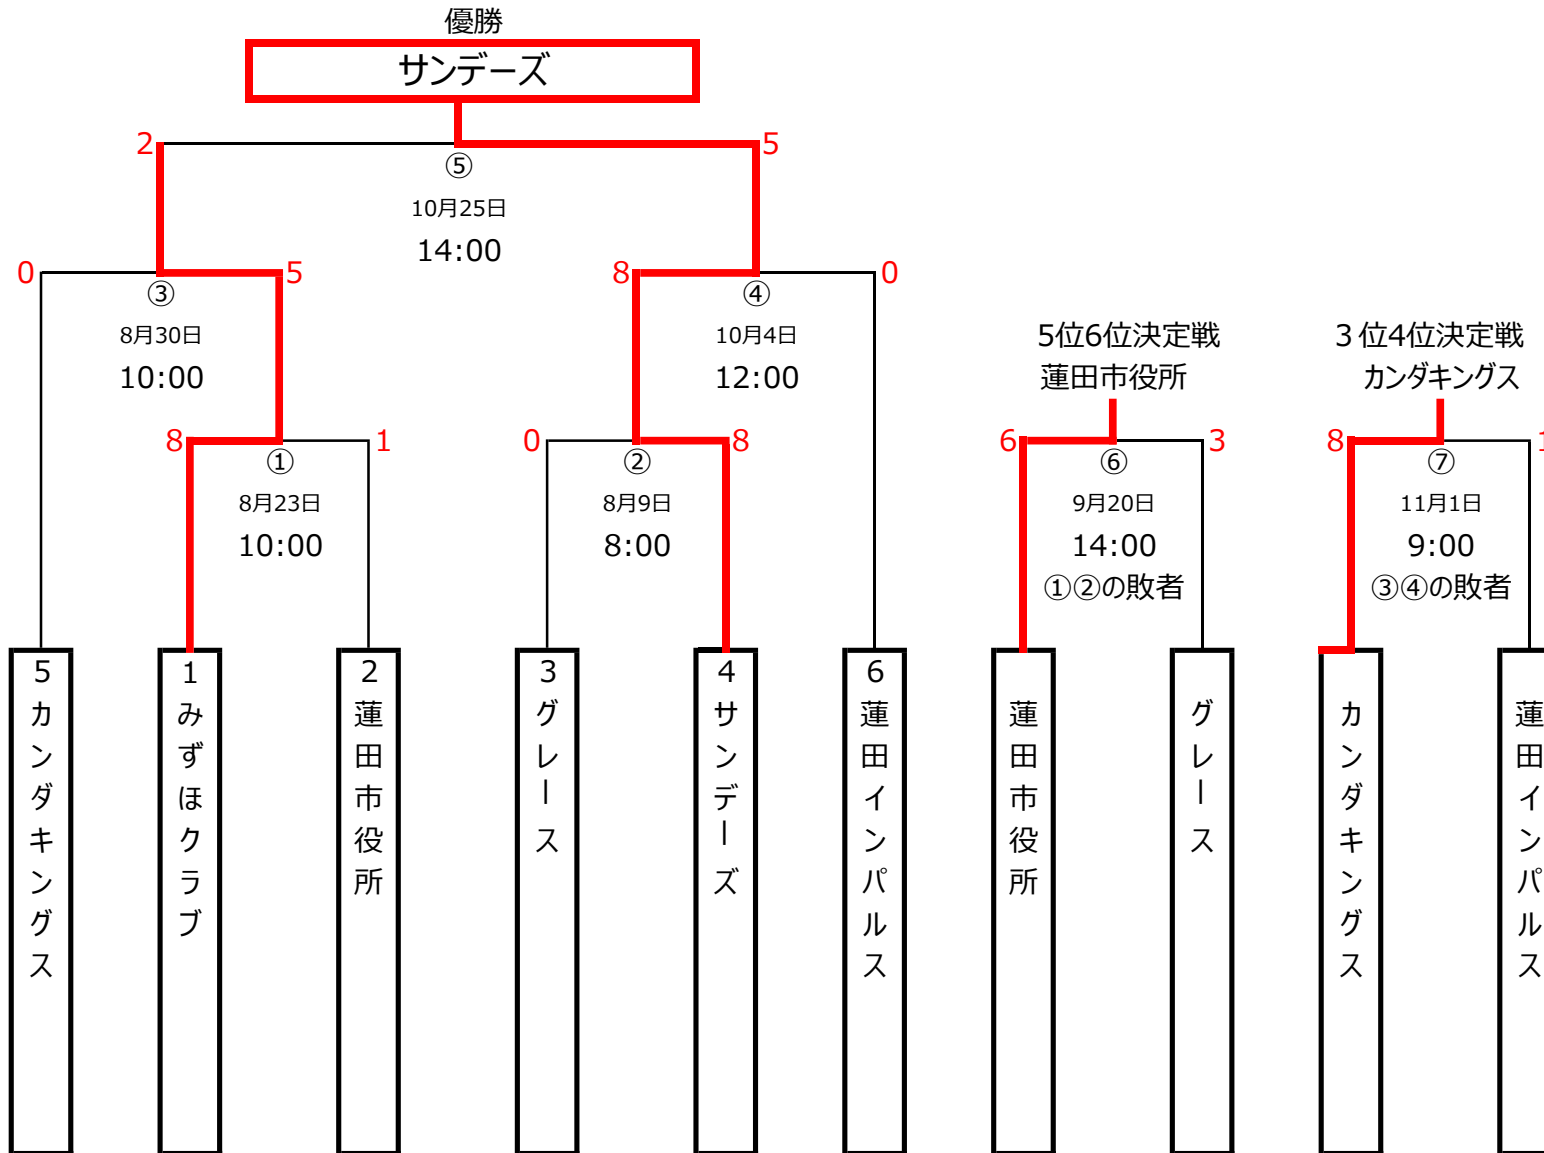 優勝
サンデーズ
2
5
⑤
10月25日
14:00
0
5
③
8月30日
10:00
8
0
④
10月4日
12:00
5位6位決定戦
蓮田市役所
３位4位決定戦
カンダキングス
8
1
①
8月23日
10:00
0
8
②
8月9日
8:00
6
3
⑥
9月20日
14:00
①②の敗者
8
⑦
11月1日
9:00
③④の敗者
5
カンダキングス
1
みずほクラブ
2
蓮田市役所
3
グレース
4
サンデーズ
6
蓮田インパルス
蓮田市役所
グレース
カンダキングス
蓮田インパルス